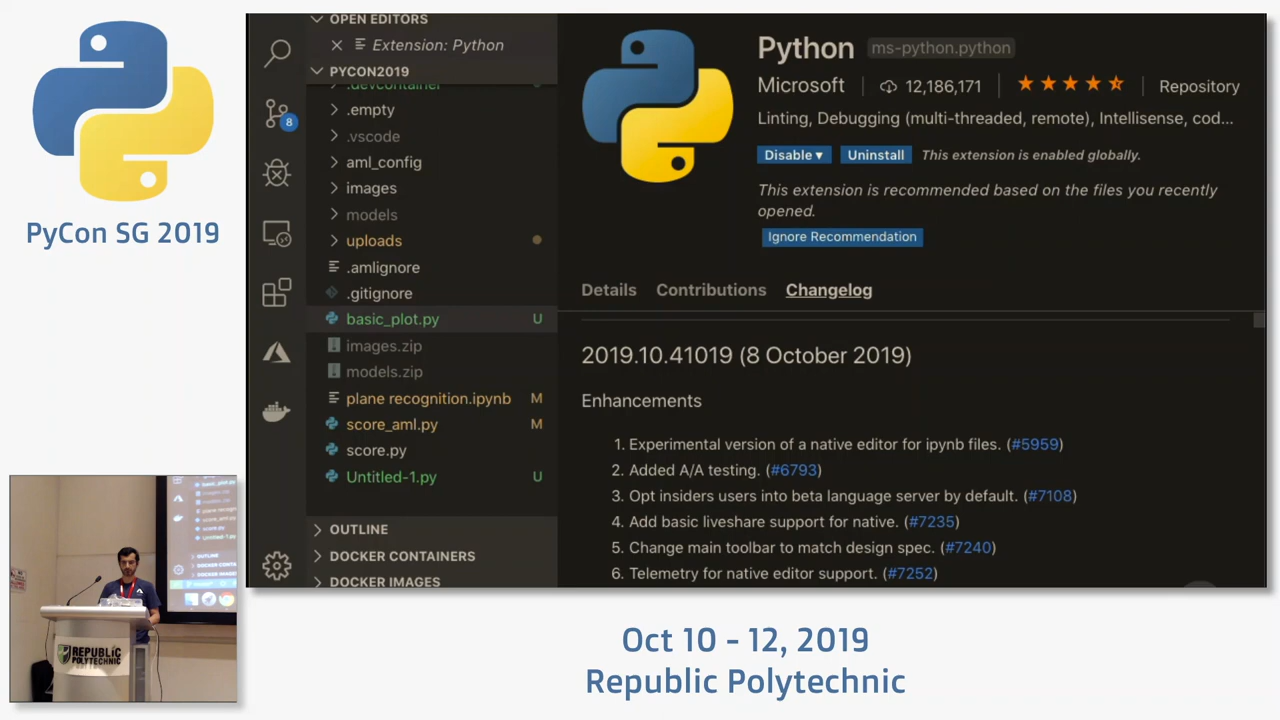 PyCon SG 2019
OPEN EDITORS
Extension: Python
PYCON2019
.devcontainer
.empty
.vscode
aml_config
images
models
uploads
.amlignore
.gitignore
basic_plot.py U
images.zip
models.zip
plane recognition.ipynb M
score_aml.py M
score.py
Untitled-1.py U
OUTLINE
DOCKER CONTAINERS
DOCKER IMAGES
8
Python ms-python.python
Microsoft 12,186,171 Repository
Linting, Debugging (multi-threaded, remote), Intellisense, cod...
Disable Uninstall This extension is enabled globally.
This extension is recommended based on the files you recently
opened.
Ignore Recommendation
Details Contributions Changelog
2019.10.41019 (8 October 2019)
Enhancements
1. Experimental version of a native editor for ipynb files. (#5959)
2. Added A/A testing. (#6793)
3. Opt insiders users into beta language server by default. (#7108)
4. Add basic liveshare support for native. (#7235)
5. Change main toolbar to match design spec. (#7240)
6. Telemetry for native editor support. (#7252)
REPUBLIC
POLYTECHNIC
Oct 10 - 12, 2019
Republic Polytechnic